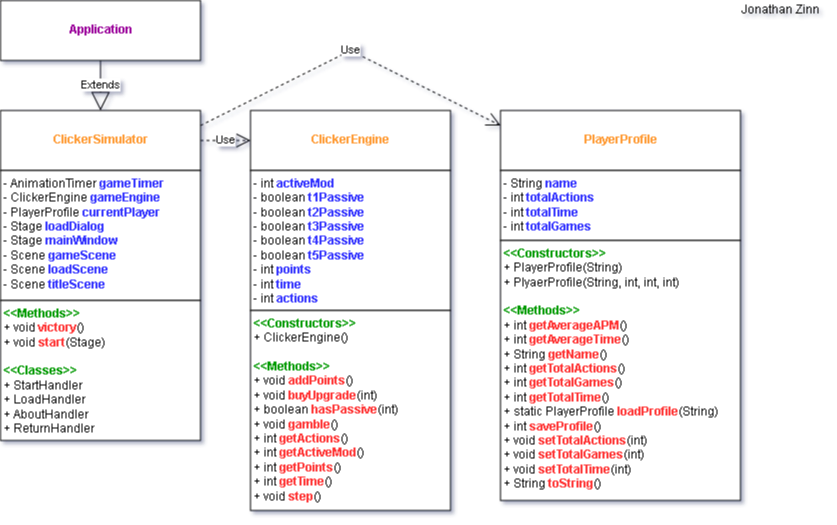 Jonathan Zinn
Application
Extends
Use
ClickerSimulator
- AnimationTimer gameTimer
- ClickerEngine gameEngine
- PlayerProfile currentPlayer
- Stage loadDialog
- Stage mainWindow
- Scene gameScene
- Scene loadScene
- Scene titleScene
<<Methods>>
+ void victory()
+ void start(Stage)
<<Classes>>
+ StartHandler
+ LoadHandler
+ AboutHandler
+ ReturnHandler
Use
ClickerEngine
- int activeMod
- boolean t1Passive
- boolean t2Passive
- boolean t3Passive
- boolean t4Passive
- boolean t5Passive
- int points
- int time
- int actions
<<Constructors>>
+ ClickerEngine()
<<Methods>>
+ void addPoints()
+ void buyUpgrade(int)
+ boolean hasPassive(int)
+ void gamble()
+ int getActions()
+ int getActiveMod()
+ int getPoints()
+ int getTime()
+ void step()
PlayerProfile
- String name
- int totalActions
- int totalTime
- int totalGames
<<Constructors>>
+ PlayerProfile(String)
+ PlyaerProfile(String, int, int, int)
<<Methods>>
+ int getAverageAPM()
+ int getAverageTime()
+ String getName()
+ int getTotalActions()
+ int getTotalGames()
+ int getTotalTime()
+ static PlayerProfile loadProfile(String)
+ int saveProfile()
+ void setTotalActions(int)
+ void setTotalGames(int)
+ void setTotalTime(int)
+ String toString()